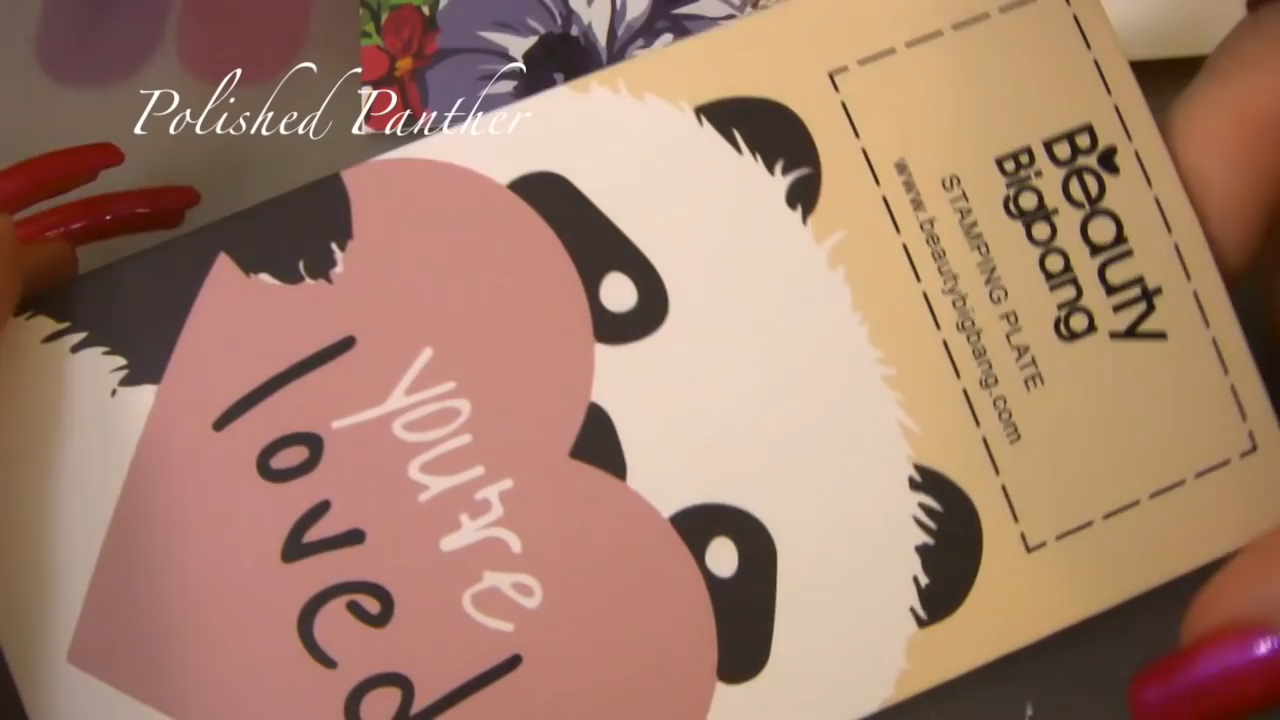 Polished Panther
Beauty
Bigbang
STAMPING PLATE
www.beautybigbang.com
you're
loved